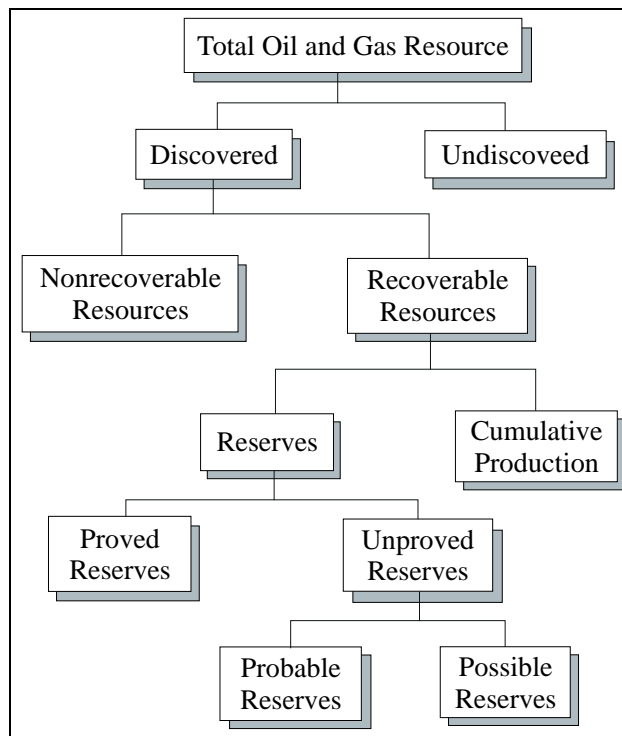 Total Oil and Gas Resource
Discovered
Undiscoveed
Nonrecoverable
Resources
Recoverable
Resources
Reserves
Cumulative
Production
Proved
Reserves
Unproved
Reserves
Probable
Reserves
Possible
Reserves